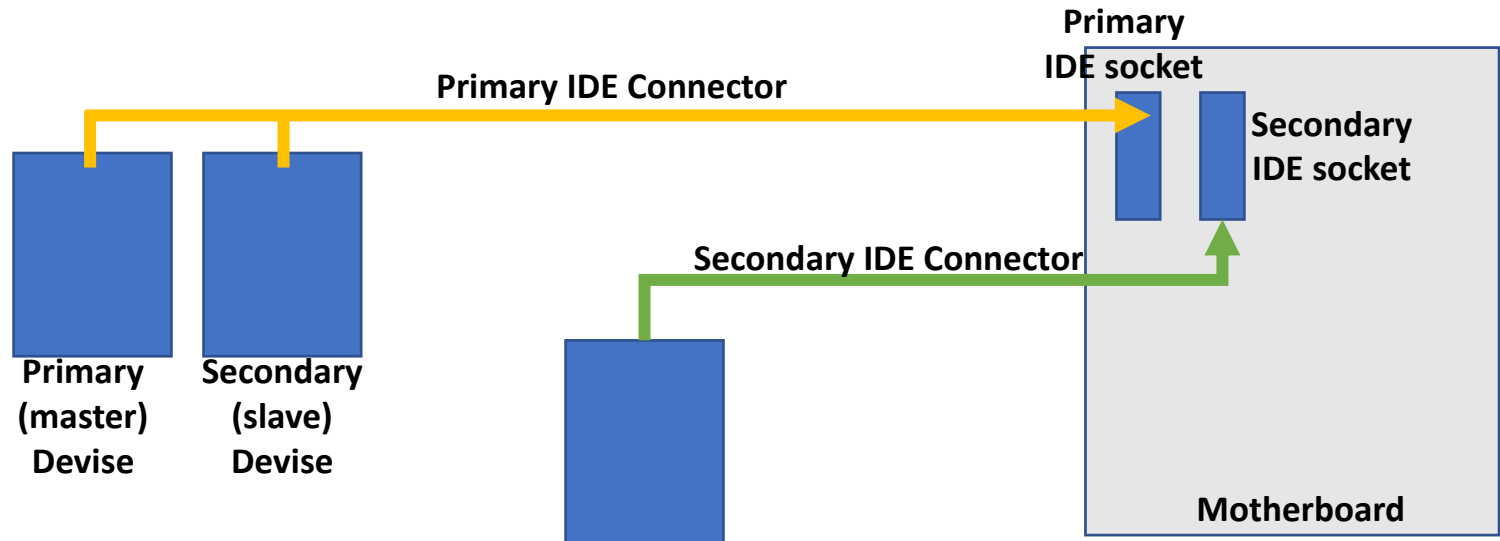 Primary
IDE socket
Primary IDE Connector
Secondary
IDE socket
Secondary IDE Connector
Primary
(master)
Devise
Secondary
(slave)
Devise
Motherboard